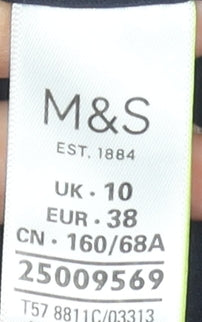 M&S
EST. 1884
UK · 10
EUR · 38
CN · 160/68A
25009569
T57 8811C/03313